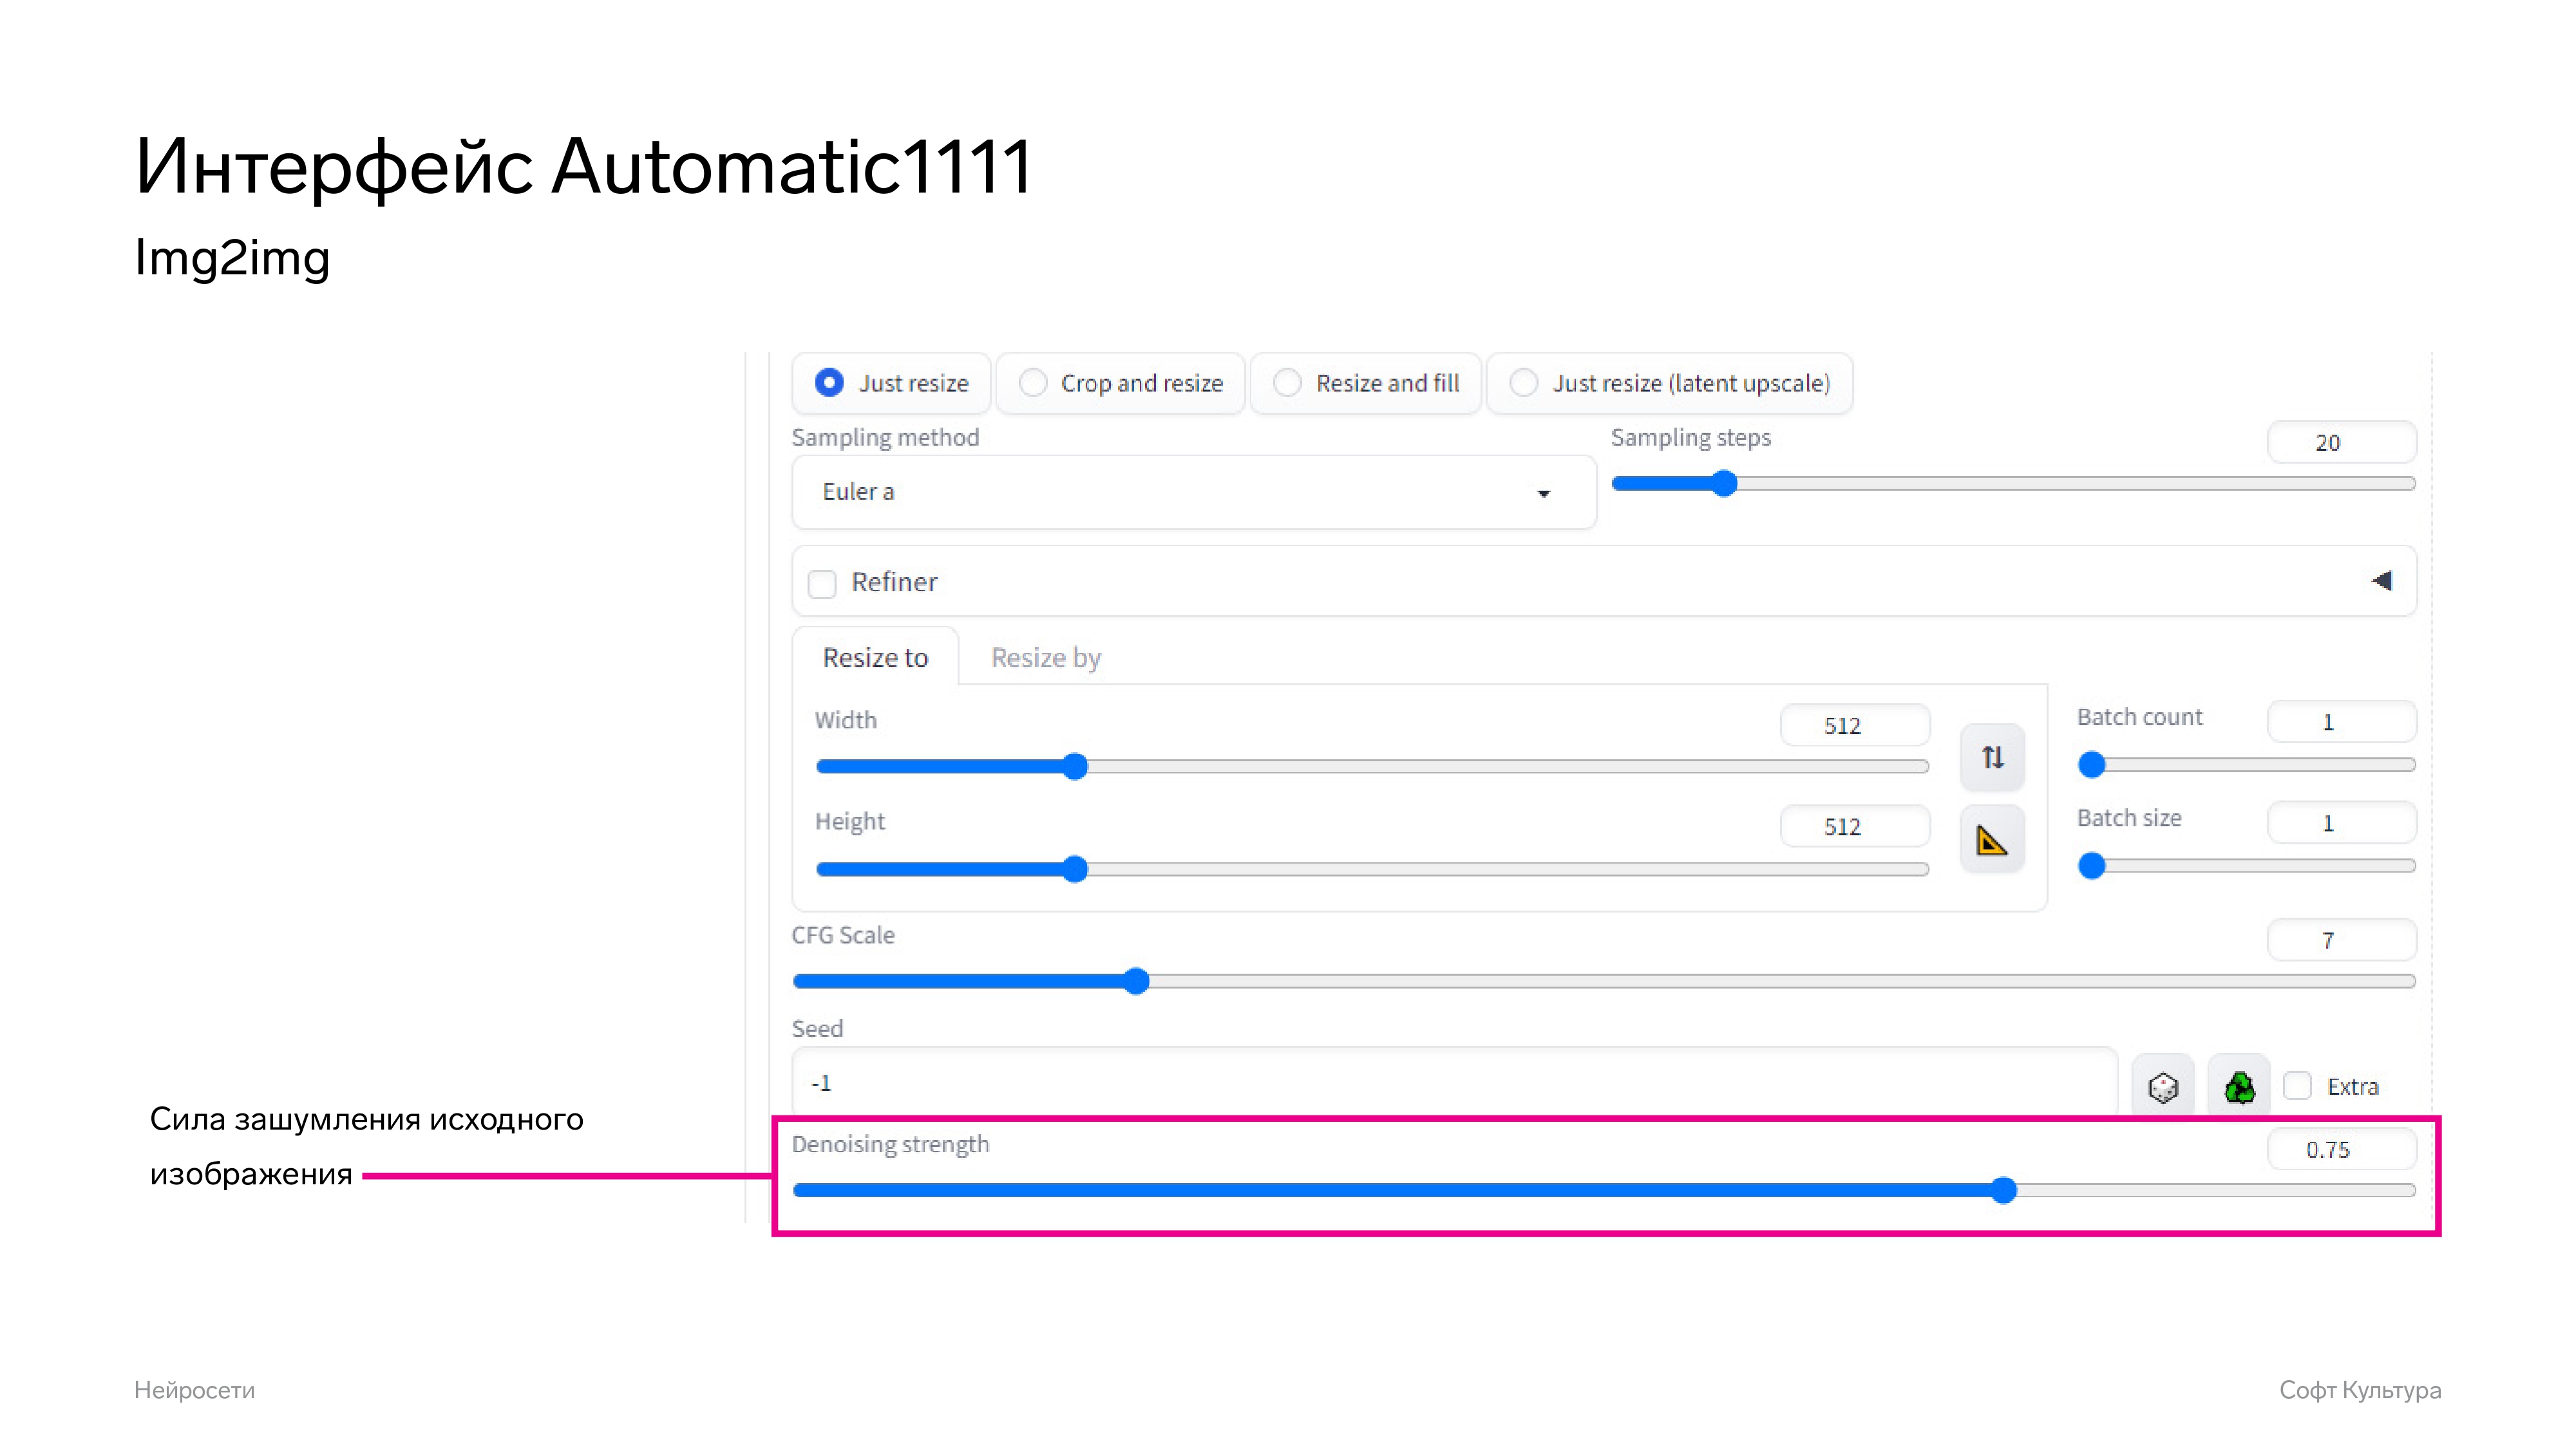 Интерфейс Automatic1111
Img2img
Just resize
Crop and resize
Resize and fill
Just resize (latent upscale)
Sampling method
Sampling steps
20
Euler a
Refiner
Resize to
Resize by
Width
512
Batch count
1
Height
512
Batch size
1
CFG Scale
7
Seed
-1
Extra
Сила зашумления исходного
изображения
Denoising strength
0.75
Нейросети
Софт Культура